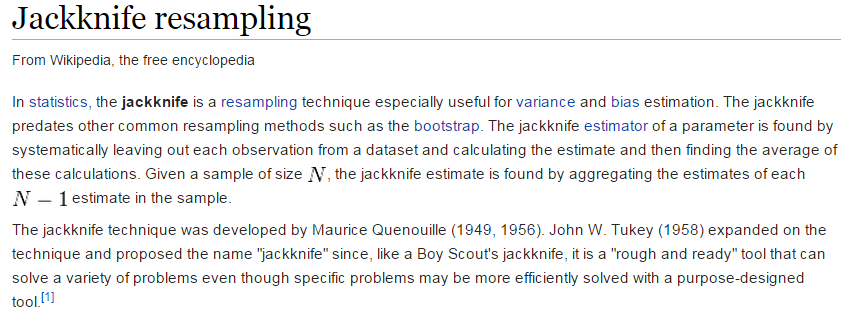 Jackknife resampling
From Wikipedia, the free encyclopedia
In statistics, the jackknife is a resampling technique especially useful for variance and bias estimation. The jackknife
predates other common resampling methods such as the bootstrap. The jackknife estimator of a parameter is found by
systematically leaving out each observation from a dataset and calculating the estimate and then finding the average of
these calculations. Given a sample of size N, the jackknife estimate is found by aggregating the estimates of each
N − 1 estimate in the sample.
The jackknife technique was developed by Maurice Quenouille (1949, 1956). John W. Tukey (1958) expanded on the
technique and proposed the name "jackknife" since, like a Boy Scout's jackknife, it is a "rough and ready" tool that can
solve a variety of problems even though specific problems may be more efficiently solved with a purpose-designed
tool.[1]